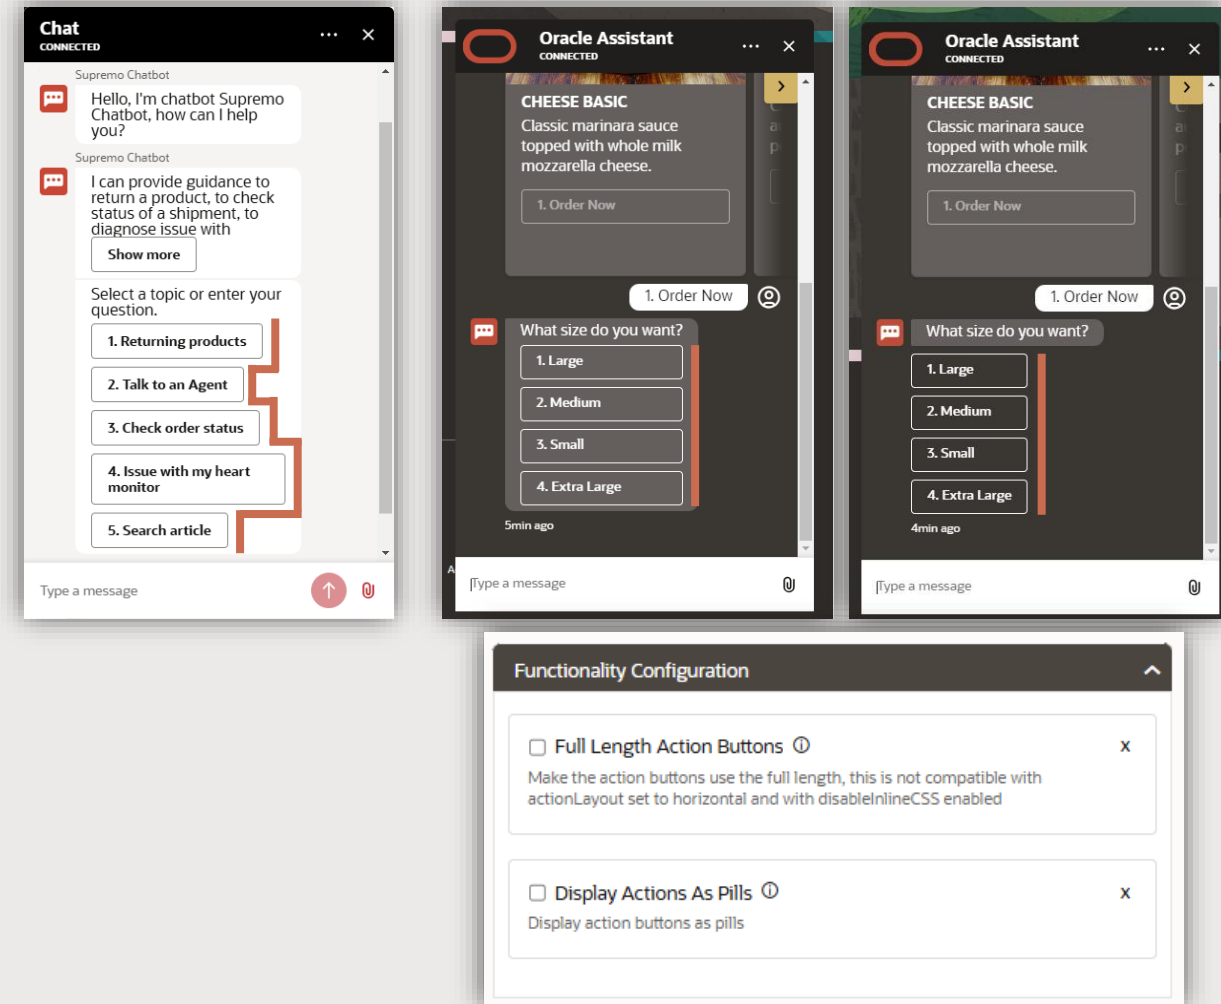 Chat
CONNECTED
Supremo Chatbot
Hello, I'm chatbot Supremo
Chatbot, how can I help
you?
Supremo Chatbot
I can provide guidance to
return a product, to check
status of a shipment, to
diagnose issue with
Show more
Select a topic or enter your
question.
1. Returning products
2. Talk to an Agent
3. Check order status
4. Issue with my heart
monitor
5. Search article
Type a message
Oracle Assistant
CONNECTED
CHEESE BASIC
Classic marinara sauce
topped with whole milk
mozzarella cheese.
1. Order Now
1. Order Now
What size do you want?
1. Large
2. Medium
3. Small
4. Extra Large
5min ago
Type a message
Oracle Assistant
CONNECTED
CHEESE BASIC
Classic marinara sauce
topped with whole milk
mozzarella cheese.
1. Order Now
1. Order Now
What size do you want?
1. Large
2. Medium
3. Small
4. Extra Large
4min ago
Type a message
Functionality Configuration
Full Length Action Buttons
x
Make the action buttons use the full length, this is not compatible with
actionLayout set to horizontal and with disableInlineCSS enabled
Display Actions As Pills
x
Display action buttons as pills